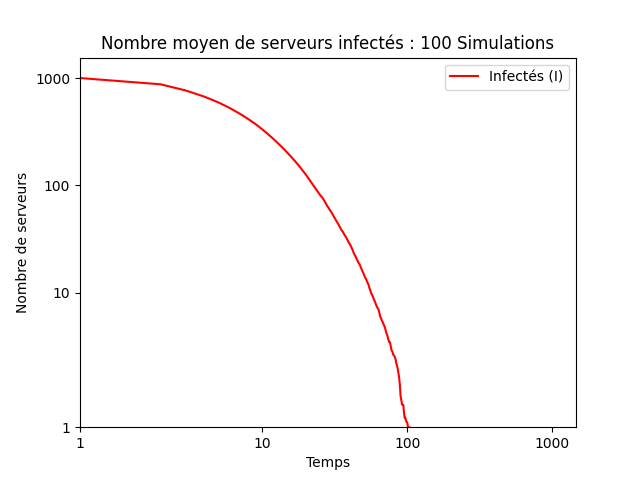 Nombre moyen de serveurs infectés : 100 Simulations
Infectés (I)
Nombre de serveurs
1000
100
10
1
1
10
100
1000
Temps